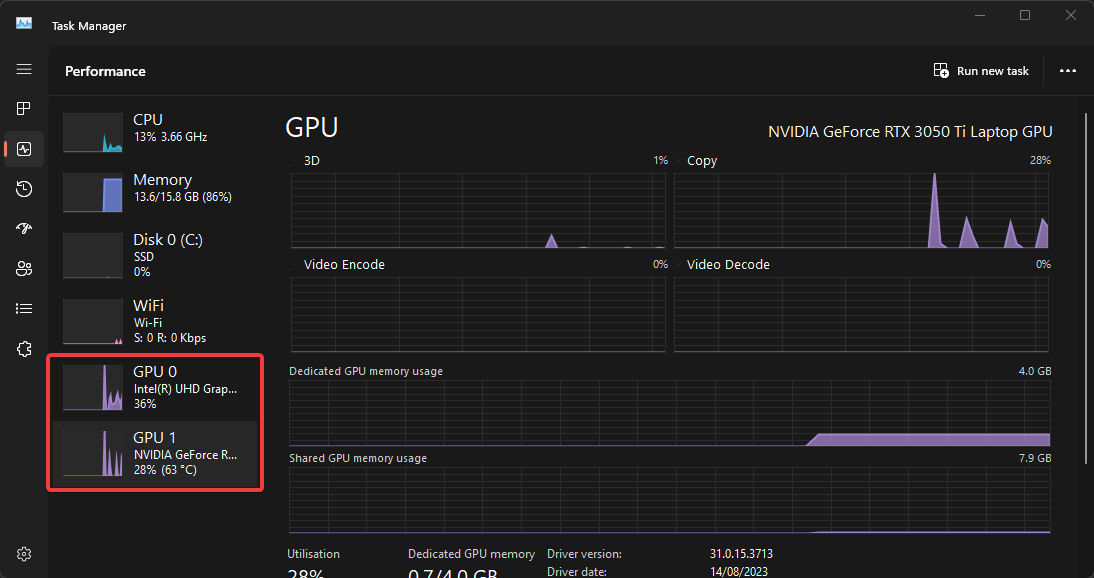 Task Manager
Performance
Run new task
CPU
13% 3.66 GHz
Memory
13.6/15.8 GB (86%)
Disk 0 (C:)
SSD
0%
WiFi
Wi-Fi
S: 0 R: 0 Kbps
GPU 0
Intel(R) UHD Grap...
36%
GPU 1
NVIDIA GeForce R...
28% (63 °C)
GPU
NVIDIA GeForce RTX 3050 Ti Laptop GPU
3D 1%
Copy 28%
Video Encode 0%
Video Decode 0%
Dedicated GPU memory usage 4.0 GB
Shared GPU memory usage 7.9 GB
Utilisation
28%
Dedicated GPU memory
0.7/4.0 GB
Driver version: 31.0.15.3713
Driver date: 14/08/2023